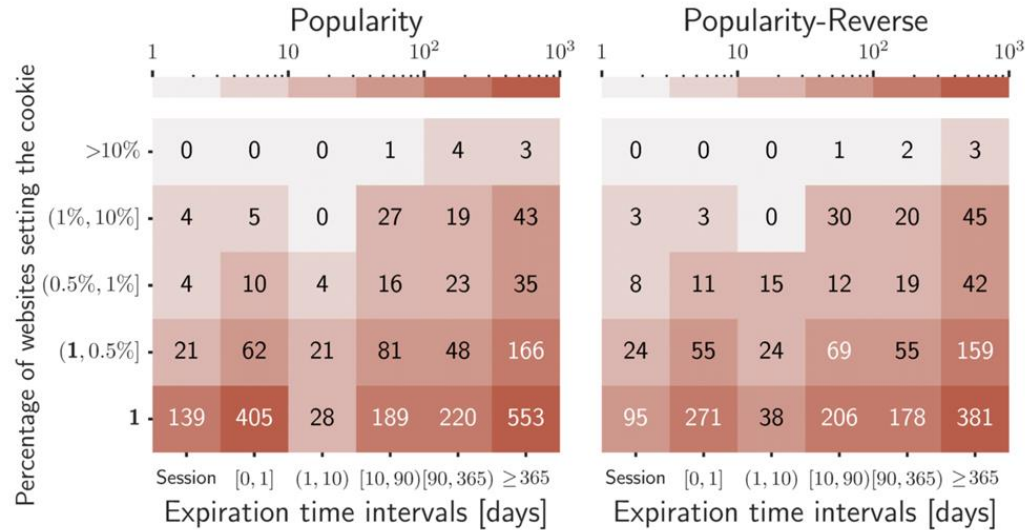 Popularity
Popularity-Reverse
1 10 10² 10³
1 10 10² 10³
Percentage of websites setting the cookie
>10% 0 0 0 1 4 3 0 0 0 1 2 3
(1%, 10%] 4 5 0 27 19 43 3 3 0 30 20 45
(0.5%, 1%] 4 10 4 16 23 35 8 11 15 12 19 42
(1, 0.5%] 21 62 21 81 48 166 24 55 24 69 55 159
1 139 405 28 189 220 553 95 271 38 206 178 381
Session [0, 1] (1, 10) [10, 90) [90, 365) ≥365 Session [0, 1] (1, 10) [10, 90) [90, 365) ≥365
Expiration time intervals [days] Expiration time intervals [days]